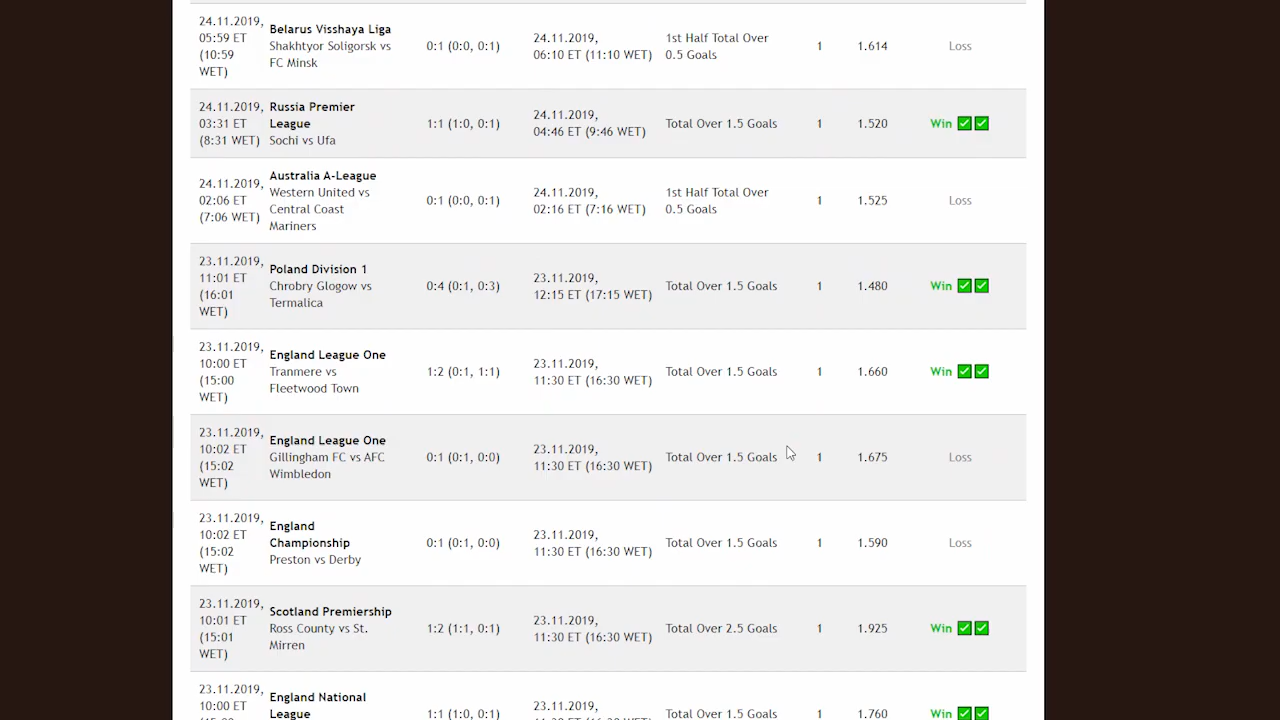 24.11.2019,
05:59 ET
(10:59
WET)
Belarus Visshaya Liga
Shakhtyor Soligorsk vs
FC Minsk
0:1 (0:0, 0:1)
24.11.2019,
06:10 ET (11:10 WET)
1st Half Total Over
0.5 Goals
1
1.614
Loss
24.11.2019,
03:31 ET
(8:31 WET)
Russia Premier
League
Sochi vs Ufa
1:1 (1:0, 0:1)
24.11.2019,
04:46 ET (9:46 WET)
Total Over 1.5 Goals
1
1.520
Win
24.11.2019,
02:06 ET
(7:06 WET)
Australia A-League
Western United vs
Central Coast
Mariners
0:1 (0:0, 0:1)
24.11.2019,
02:16 ET (7:16 WET)
1st Half Total Over
0.5 Goals
1
1.525
Loss
23.11.2019,
11:01 ET
(16:01
WET)
Poland Division 1
Chrobry Glogow vs
Termalica
0:4 (0:1, 0:3)
23.11.2019,
12:15 ET (17:15 WET)
Total Over 1.5 Goals
1
1.480
Win
23.11.2019,
10:00 ET
(15:00
WET)
England League One
Tranmere vs
Fleetwood Town
1:2 (0:1, 1:1)
23.11.2019,
11:30 ET (16:30 WET)
Total Over 1.5 Goals
1
1.660
Win
23.11.2019,
10:02 ET
(15:02
WET)
England League One
Gillingham FC vs AFC
Wimbledon
0:1 (0:1, 0:0)
23.11.2019,
11:30 ET (16:30 WET)
Total Over 1.5 Goals
1
1.675
Loss
23.11.2019,
10:02 ET
(15:02
WET)
England
Championship
Preston vs Derby
0:1 (0:1, 0:0)
23.11.2019,
11:30 ET (16:30 WET)
Total Over 1.5 Goals
1
1.590
Loss
23.11.2019,
10:01 ET
(15:01
WET)
Scotland Premiership
Ross County vs St.
Mirren
1:2 (1:1, 0:1)
23.11.2019,
11:30 ET (16:30 WET)
Total Over 2.5 Goals
1
1.925
Win
23.11.2019,
10:00 ET
England National
League
1:1 (1:0, 0:1)
23.11.2019,
Total Over 1.5 Goals
1
1.760
Win